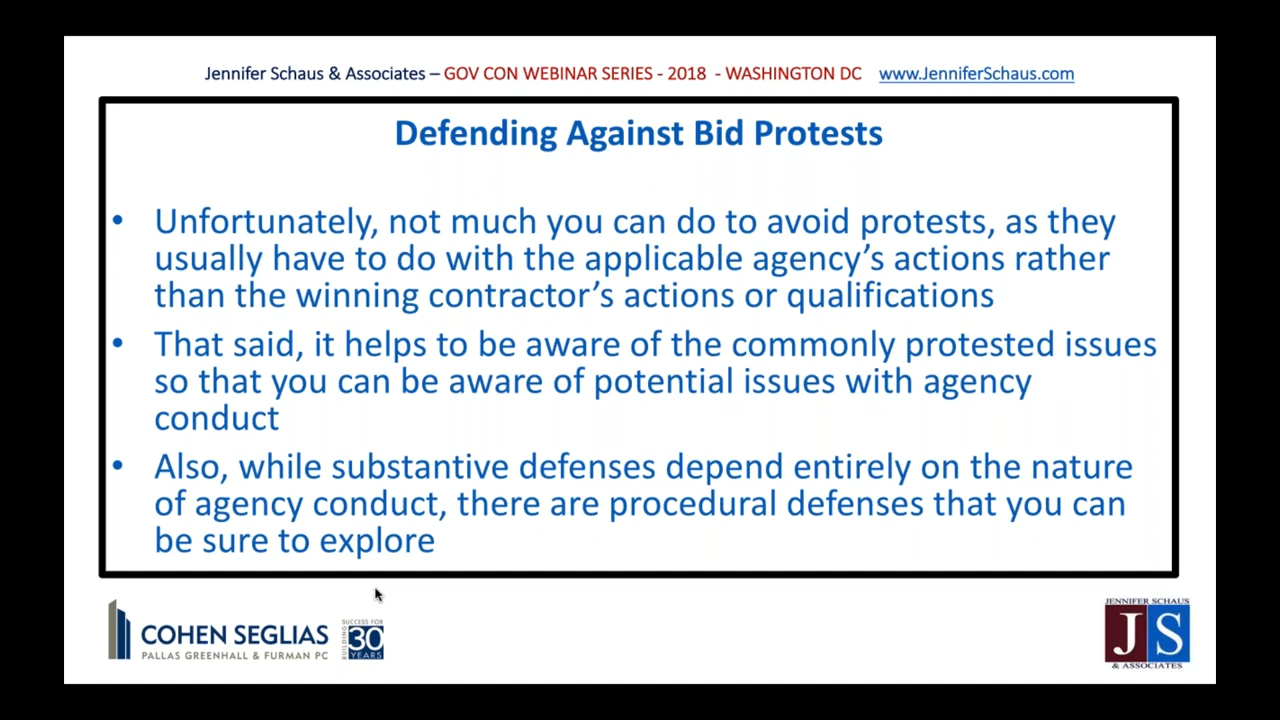 Jennifer Schaus & Associates – GOV CON WEBINAR SERIES - 2018 - WASHINGTON DC www.JenniferSchaus.com
Defending Against Bid Protests
• Unfortunately, not much you can do to avoid protests, as they
usually have to do with the applicable agency’s actions rather
than the winning contractor’s actions or qualifications
• That said, it helps to be aware of the commonly protested issues
so that you can be aware of potential issues with agency
conduct
• Also, while substantive defenses depend entirely on the nature
of agency conduct, there are procedural defenses that you can
be sure to explore
COHEN SEGLIAS
PALLAS GREENHALL & FURMAN PC
BUILDING
SUCCESS FOR
30
YEARS
JENNIFER SCHAUS
J S
& ASSOCIATES